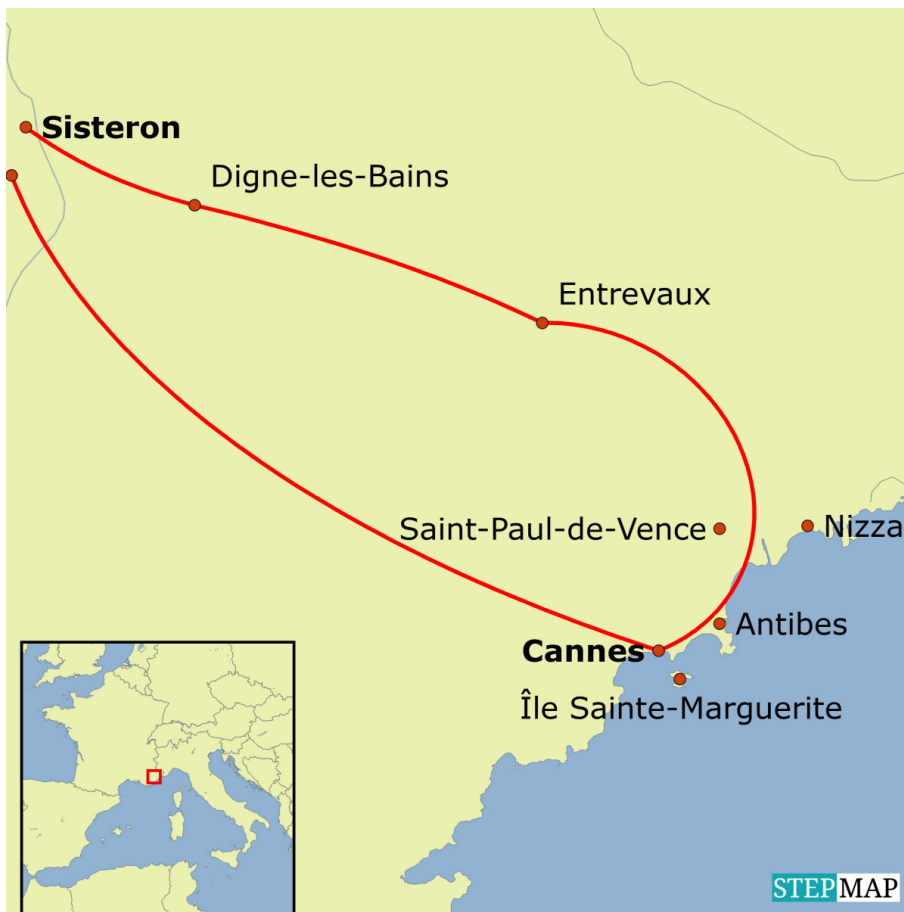 Sisteron
Digne-les-Bains
Entrevaux
Saint-Paul-de-Vence
Nizza
Antibes
Cannes
Île Sainte-Marguerite
STEPMAP